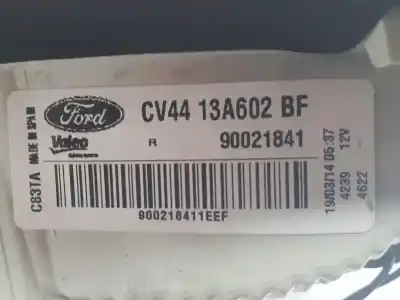 Ford
CV44 13A602 BF
Valeo
R
90021841
900218411EEF
C83TA
MADE IN SPAIN
19/03/14 05:37
4239 12V
4622